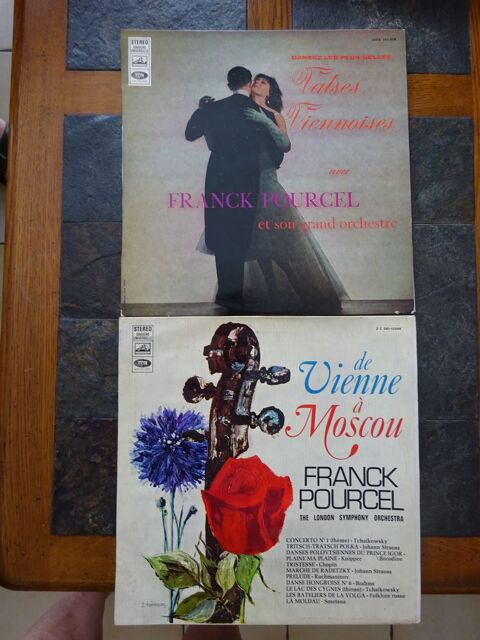 STEREO
DANSEZ LES PLUS BELLES
Valses
Viennoises
avec
FRANCK POURCEL
et son grand orchestre
STEREO
de
Vienne
à
Moscou
FRANCK
POURCEL
THE LONDON SYMPHONY ORCHESTRA
CONCERTO N° 1 (thème) - Tchaïkowsky
TRITSCH-TRATSCH POLKA - Johann Strauss
DANSES POLOVTSIENNES DU PRINCE IGOR -
PLAINE MA PLAINE - Knipper (Borodine
TRISTESSE - Chopin
MARCHE DE RADETZKY - Johann Strauss
PRELUDE - Rachmaninov
DANSE HONGROISE N° 6 - Brahms
LE LAC DES CYGNES (thème) - Tchaïkowsky
LES BATELIERS DE LA VOLGA - Folklore russe
LA MOLDAU - Smetana